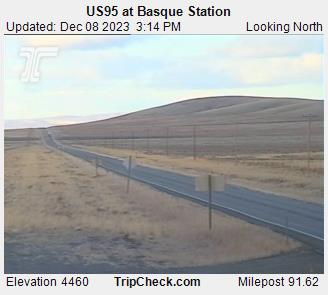 US95 at Basque Station
Updated: Dec 08 2023 3:14 PM Looking North
Elevation 4460 TripCheck.com Milepost 91.62